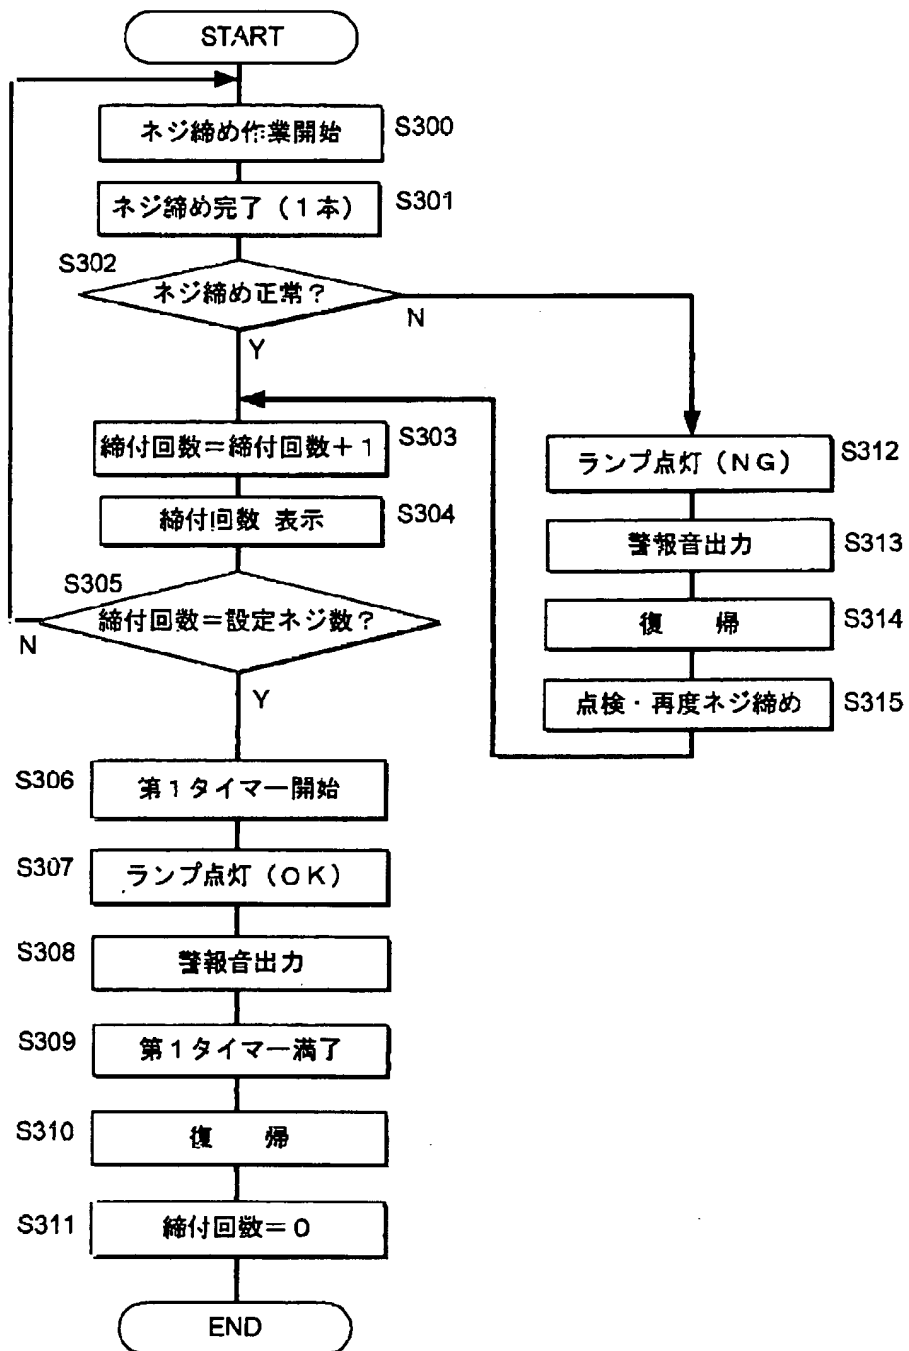 START
ネジ締め作業開始
S300
ネジ締め完了(1本)
S301
S302
ネジ締め正常?
N
Y
締付回数=締付回数+1
S303
締付回数 表示
S304
S305
締付回数=設定ネジ数?
N
Y
ランプ点灯(NG)
S312
警報音出力
S313
復 帰
S314
点検・再度ネジ締め
S315
S306
第1タイマー開始
S307
ランプ点灯(OK)
S308
警報音出力
S309
第1タイマー満了
S310
復 帰
S311
締付回数=0
END